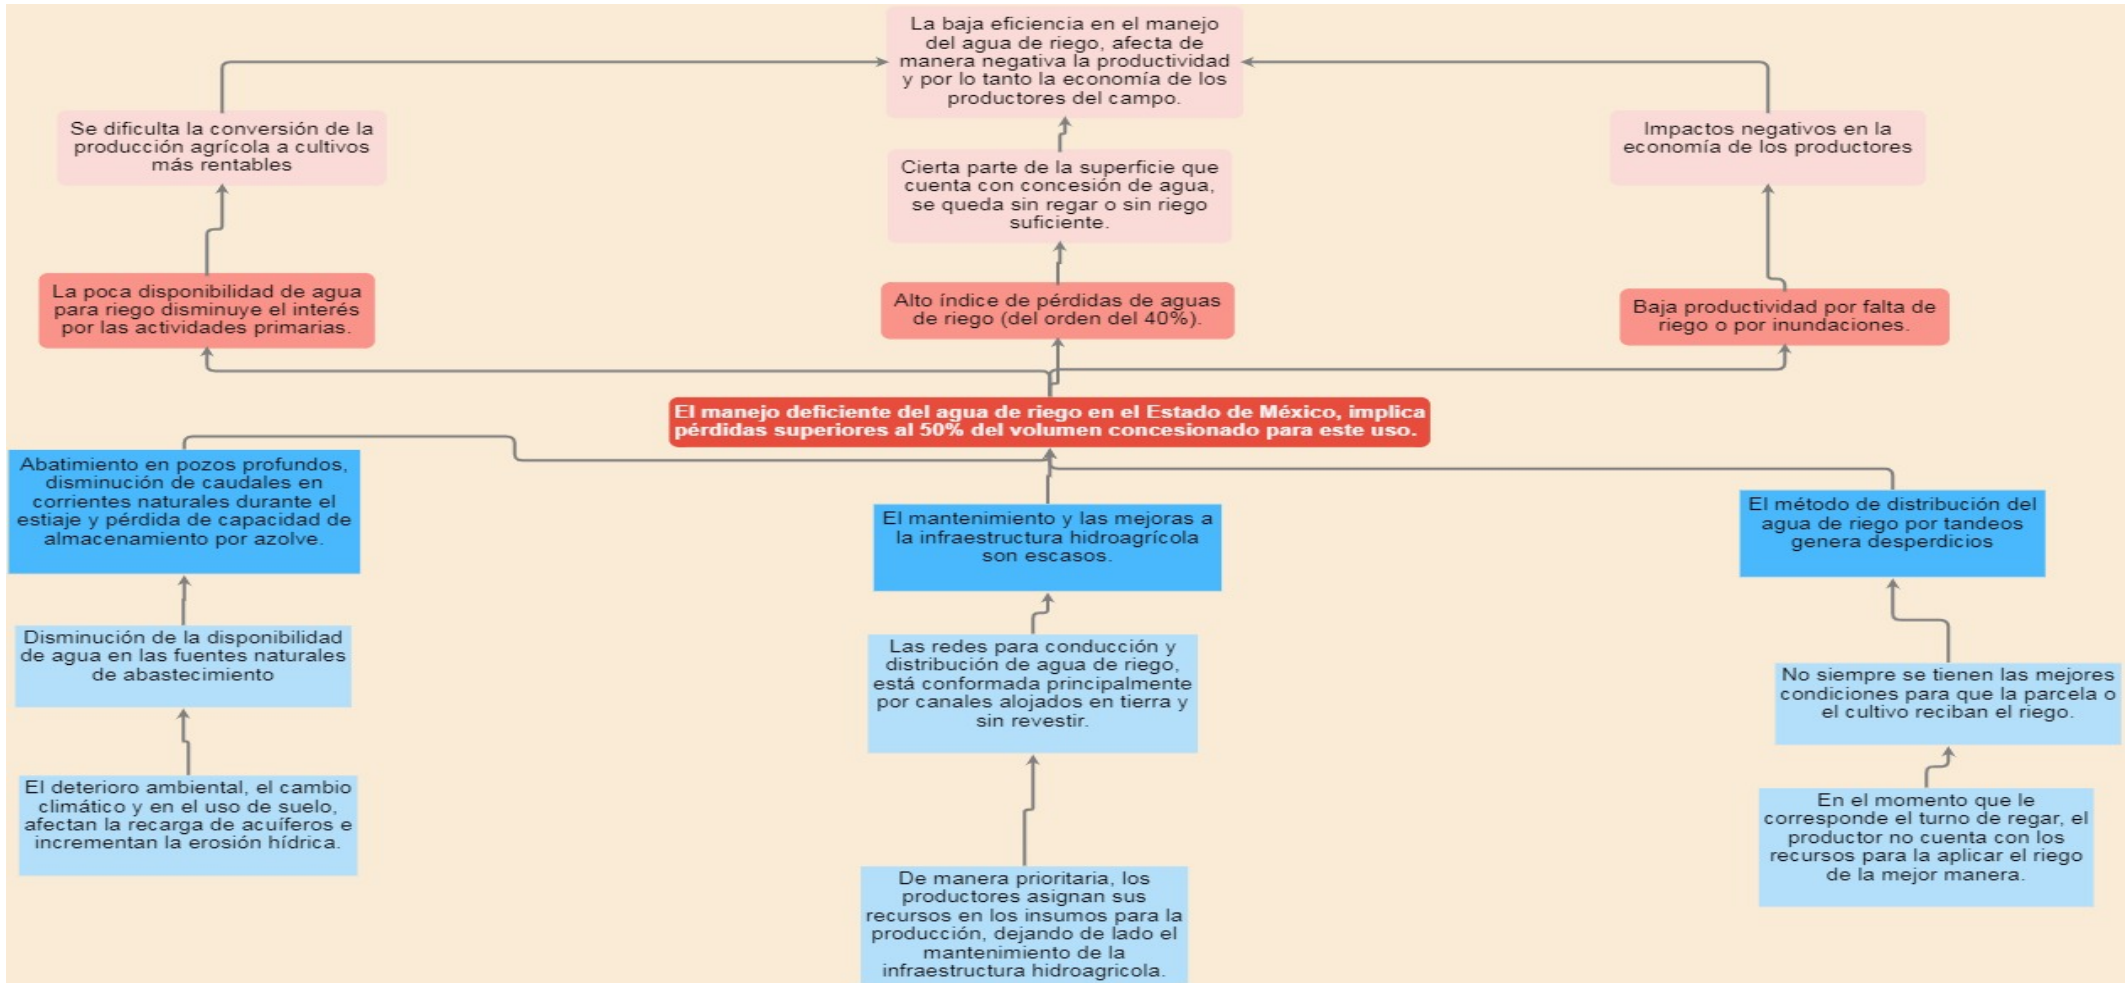 La baja eficiencia en el manejo
del agua de riego, afecta de
manera negativa la productividad
y por lo tanto la economía de los
productores del campo.
Se dificulta la conversión de la
producción agrícola a cultivos
más rentables
Cierta parte de la superficie que
cuenta con concesión de agua,
se queda sin regar o sin riego
suficiente.
Impactos negativos en la
economía de los productores
La poca disponibilidad de agua
para riego disminuye el interés
por las actividades primarias.
Alto índice de pérdidas de aguas
de riego (del orden del 40%).
Baja productividad por falta de
riego o por inundaciones.
El manejo deficiente del agua de riego en el Estado de México, implica
pérdidas superiores al 50% del volumen concesionado para este uso.
Abatimiento en pozos profundos,
disminución de caudales en
corrientes naturales durante el
estiaje y pérdida de capacidad de
almacenamiento por azolve.
El mantenimiento y las mejoras a
la infraestructura hidroagrícola
son escasos.
El método de distribución del
agua de riego por tandeos
genera desperdicios
Disminución de la disponibilidad
de agua en las fuentes naturales
de abastecimiento
Las redes para conducción y
distribución de agua de riego,
está conformada principalmente
por canales alojados en tierra y
sin revestir.
No siempre se tienen las mejores
condiciones para que la parcela o
el cultivo reciban el riego.
El deterioro ambiental, el cambio
climático y en el uso de suelo,
afectan la recarga de acuíferos e
incrementan la erosión hídrica.
De manera prioritaria, los
productores asignan sus
recursos en los insumos para la
producción, dejando de lado el
mantenimiento de la
infraestructura hidroagricola.
En el momento que le
corresponde el turno de regar, el
productor no cuenta con los
recursos para la aplicar el riego
de la mejor manera.